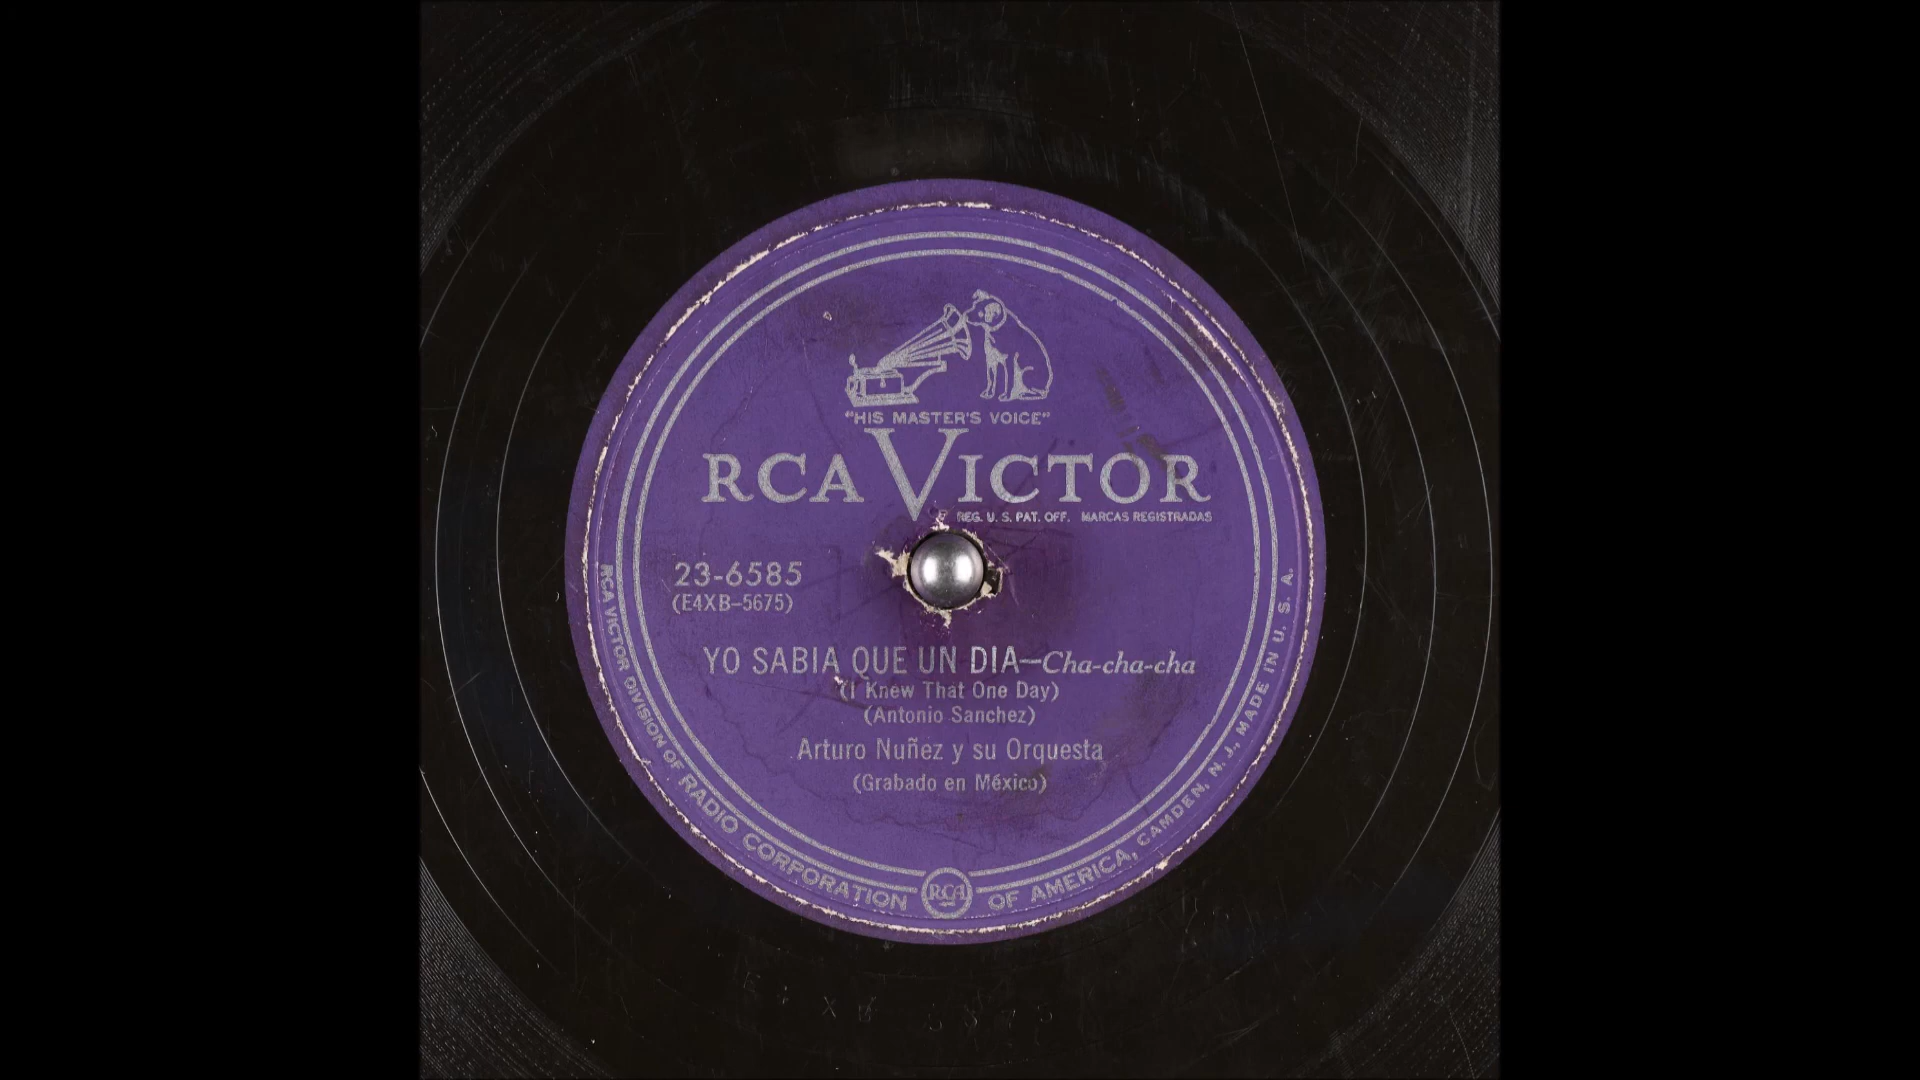 "HIS MASTER'S VOICE"
RCA VICTOR
REG. U. S. PAT. OFF. MARCAS REGISTRADAS
23-6585
(E4XB-5675)
YO SABIA QUE UN DIA—Cha-cha-cha
(I Knew That One Day)
(Antonio Sanchez)
Arturo Nuñez y su Orquesta
(Grabado en México)
RCA VICTOR DIVISION OF RADIO CORPORATION RCA OF AMERICA, CAMDEN, N. J., MADE IN U. S. A.